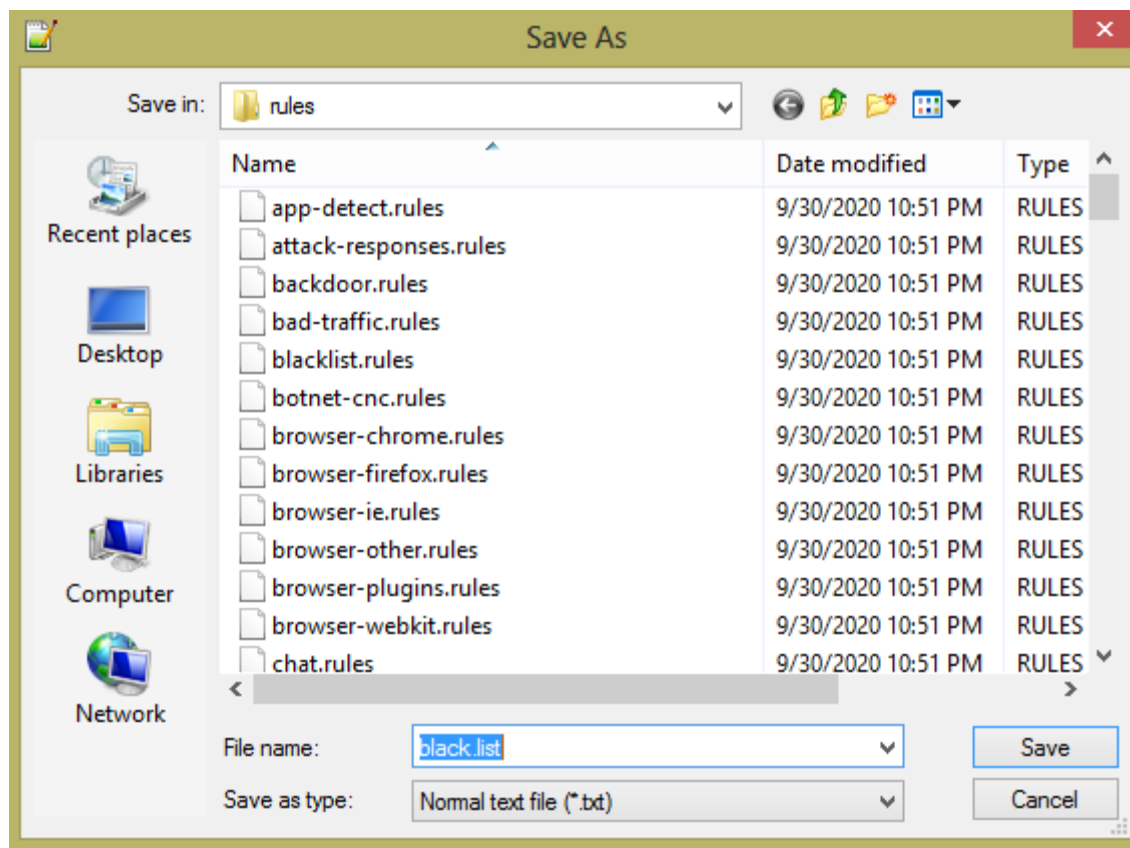 Save As
Save in: rules
Name Date modified Type
app-detect.rules 9/30/2020 10:51 PM RULES
attack-responses.rules 9/30/2020 10:51 PM RULES
backdoor.rules 9/30/2020 10:51 PM RULES
bad-traffic.rules 9/30/2020 10:51 PM RULES
blacklist.rules 9/30/2020 10:51 PM RULES
botnet-cnc.rules 9/30/2020 10:51 PM RULES
browser-chrome.rules 9/30/2020 10:51 PM RULES
browser-firefox.rules 9/30/2020 10:51 PM RULES
browser-ie.rules 9/30/2020 10:51 PM RULES
browser-other.rules 9/30/2020 10:51 PM RULES
browser-plugins.rules 9/30/2020 10:51 PM RULES
browser-webkit.rules 9/30/2020 10:51 PM RULES
chat.rules 9/30/2020 10:51 PM RULES
Recent places
Desktop
Libraries
Computer
Network
File name: black.list Save
Save as type: Normal text file (*.txt) Cancel